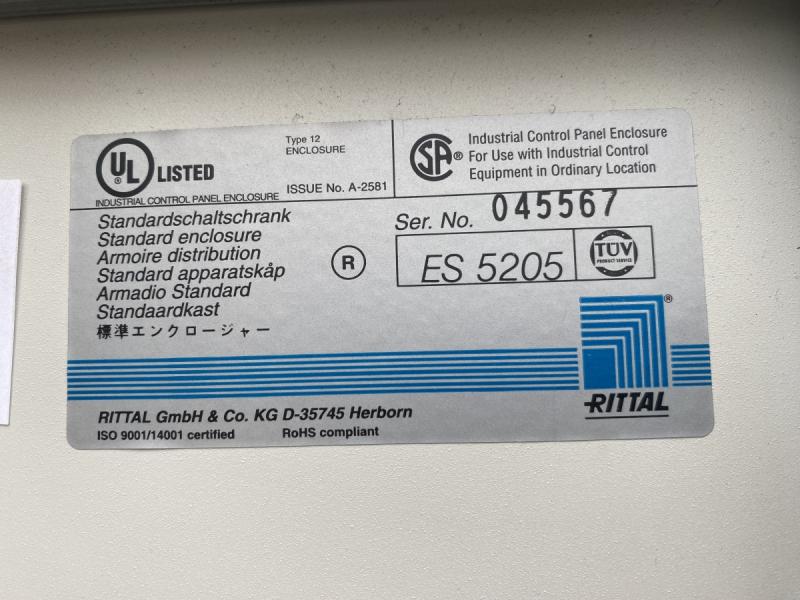 UL® LISTED
INDUSTRIAL CONTROL PANEL ENCLOSURE
Type 12
ENCLOSURE
ISSUE No. A-2581
SA®
Industrial Control Panel Enclosure
For Use with Industrial Control
Equipment in Ordinary Location
Standardschaltschrank
Standard enclosure
Armoire distribution
Standard apparatskåp
Armadio Standard
Standaardkast
標準エンクロージャー
R
Ser. No. 045567
ES 5205
TÜV
PRODUCT SERVICE
®
RITTAL
RITTAL GmbH & Co. KG D-35745 Herborn
ISO 9001/14001 certified RoHS compliant